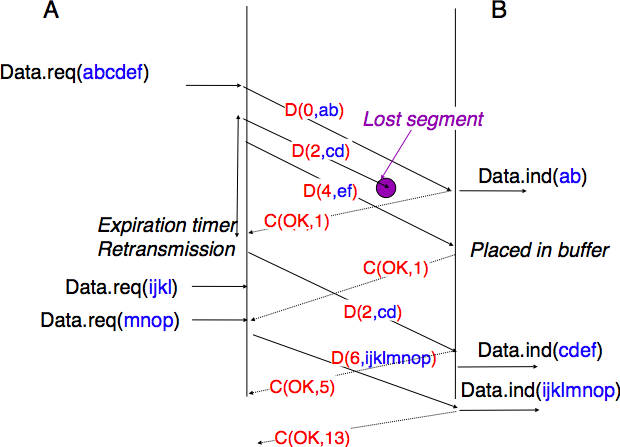 A
B
Data.req(abcdef)
D(0,ab)
Lost segment
D(2,cd)
Data.ind(ab)
D(4,ef)
C(OK,1)
Expiration timer
Retransmission
Placed in buffer
C(OK,1)
Data.req(ijkl)
D(2,cd)
Data.req(mnop)
Data.ind(cdef)
D(6,ijklmnop)
C(OK,5)
Data.ind(ijklmnop)
C(OK,13)